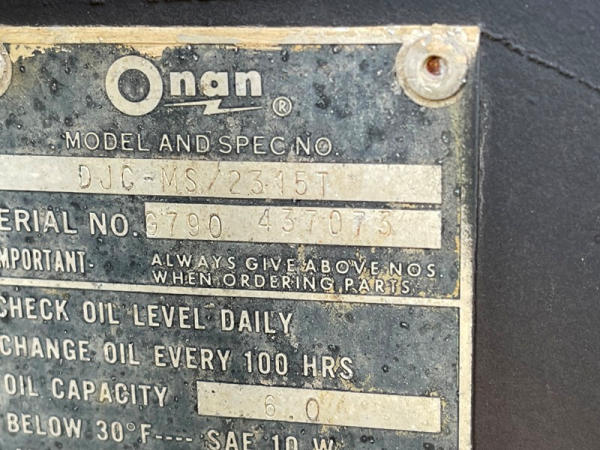 Onan ®
MODEL AND SPEC NO.
DJC-MS/2315T
ERIAL NO. G790 437073
MPORTANT- ALWAYS GIVE ABOVE NOS.
WHEN ORDERING PARTS
CHECK OIL LEVEL DAILY
CHANGE OIL EVERY 100 HRS
OIL CAPACITY 6.0
BELOW 30°F---- SAE 10 W